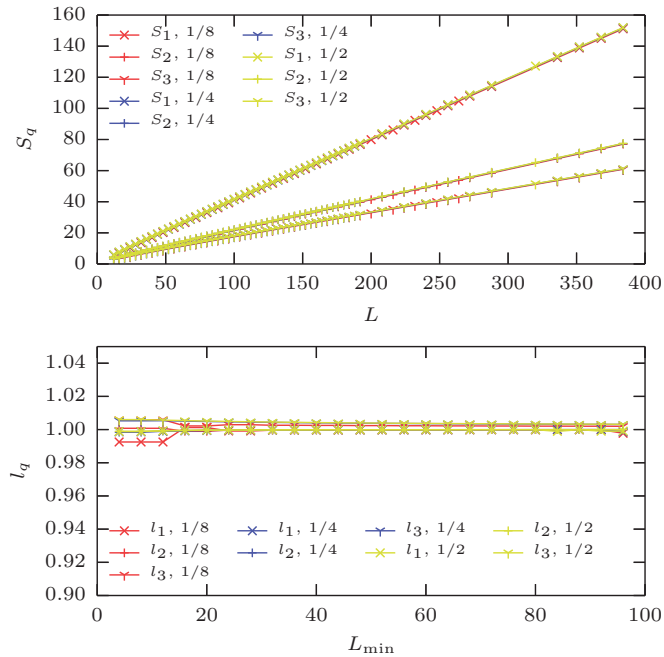 160
140
120
100
80
60
40
20
0
S_q
S_1, 1/8
S_2, 1/8
S_3, 1/8
S_1, 1/4
S_2, 1/4
S_3, 1/4
S_1, 1/2
S_2, 1/2
S_3, 1/2
0 50 100 150 200 250 300 350 400
L
1.04
1.02
1.00
0.98
0.96
0.94
0.92
0.90
l_q
l_1, 1/8
l_2, 1/8
l_3, 1/8
l_1, 1/4
l_2, 1/4
l_3, 1/4
l_1, 1/2
l_2, 1/2
l_3, 1/2
0 20 40 60 80 100
L_min